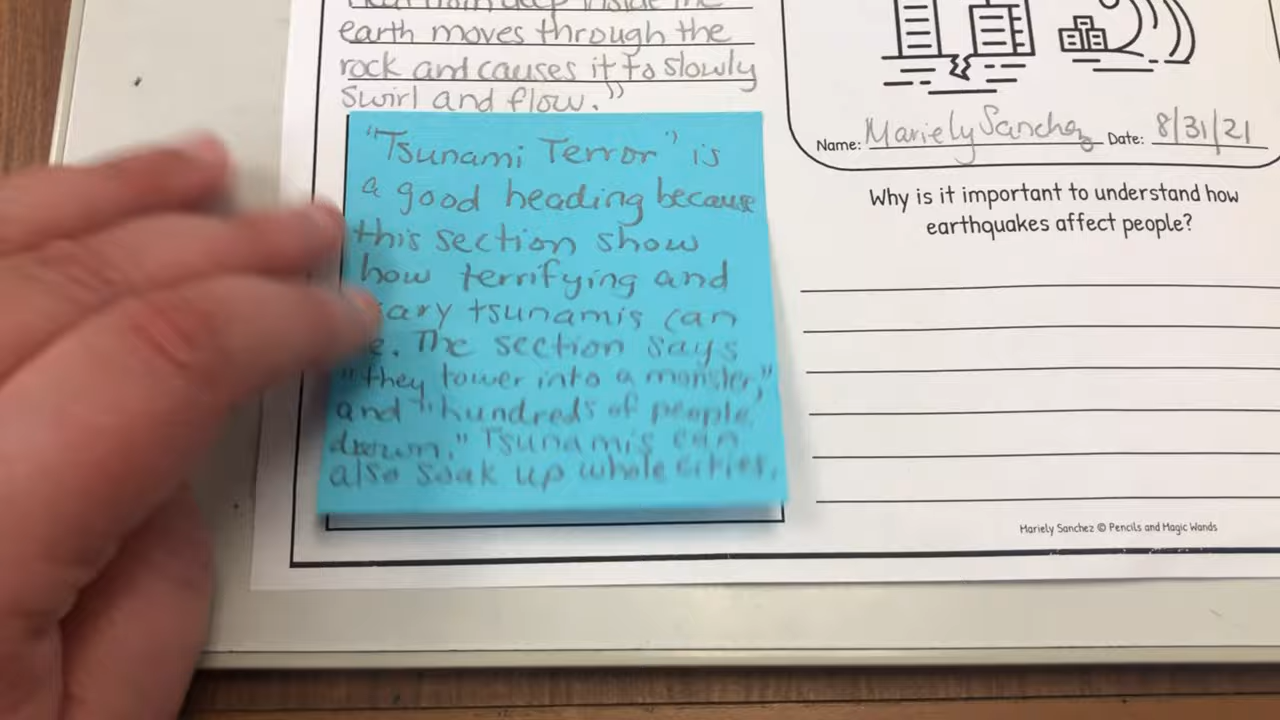 earth moves through the
rock and causes it to slowly
swirl and flow."
"Tsunami Terror" is
a good heading because
this section show
how terrifying and
cary tsunamis can
e. The section says
"they tower into a monster,"
and "hundreds of people
drown." Tsunamis can
also soak up whole cities.
Name: Mariely Sanchez Date: 8/31/21
Why is it important to understand how
earthquakes affect people?
Mariely Sanchez © Pencils and Magic Wands